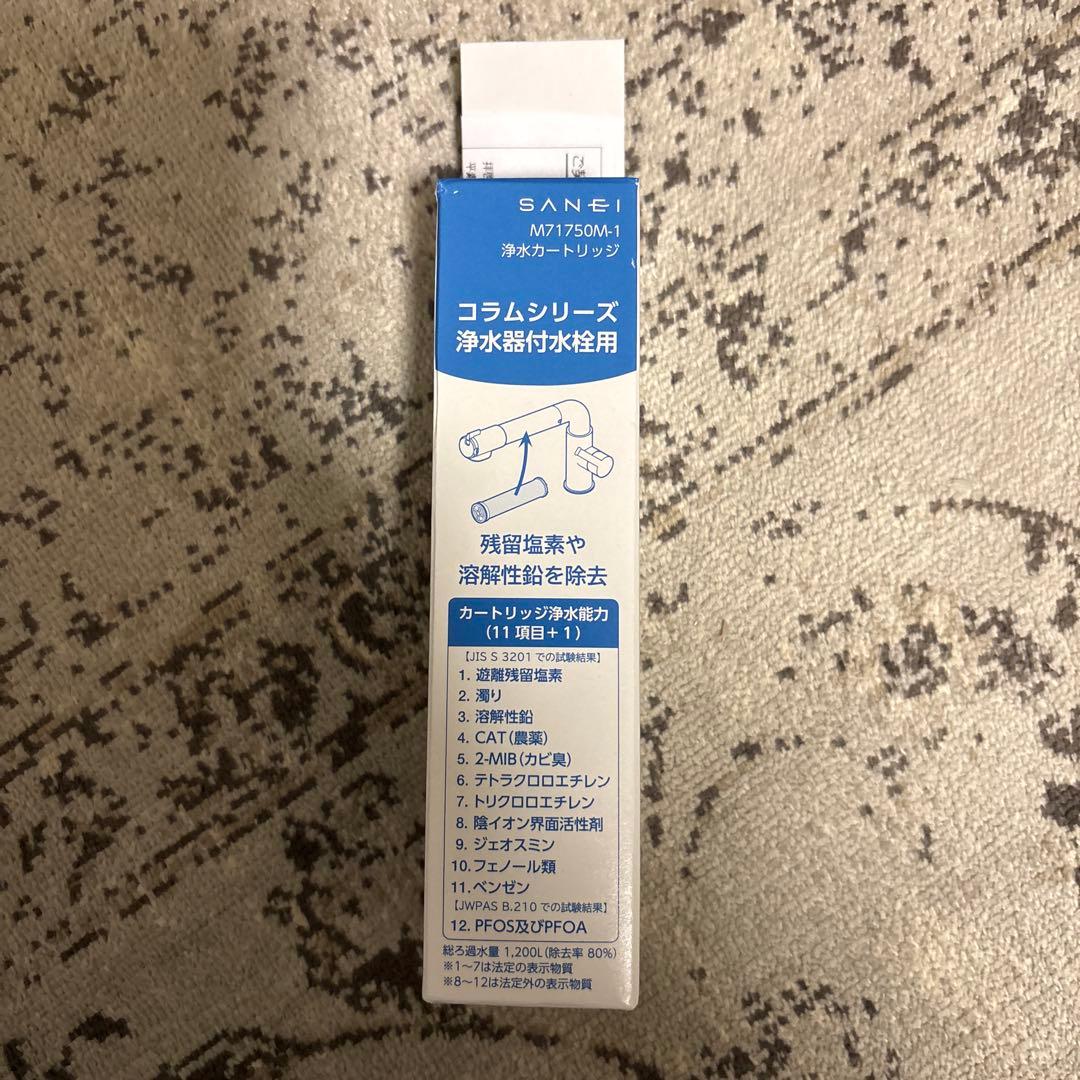 SANEI
M71750M-1
浄水カートリッジ
コラムシリーズ
浄水器付水栓用
残留塩素や
溶解性鉛を除去
カートリッジ浄水能力
(11項目+1)
【JIS S 3201での試験結果】
1. 遊離残留塩素
2. 濁り
3. 溶解性鉛
4. CAT(農薬)
5. 2-MIB(カビ臭)
6. テトラクロロエチレン
7. トリクロロエチレン
8. 陰イオン界面活性剤
9. ジェオスミン
10. フェノール類
11. ベンゼン
【JWPAS B.210での試験結果】
12. PFOS及びPFOA
総ろ過水量 1,200L(除去率 80%)
※1~7は法定の表示物質
※8~12は法定外の表示物質